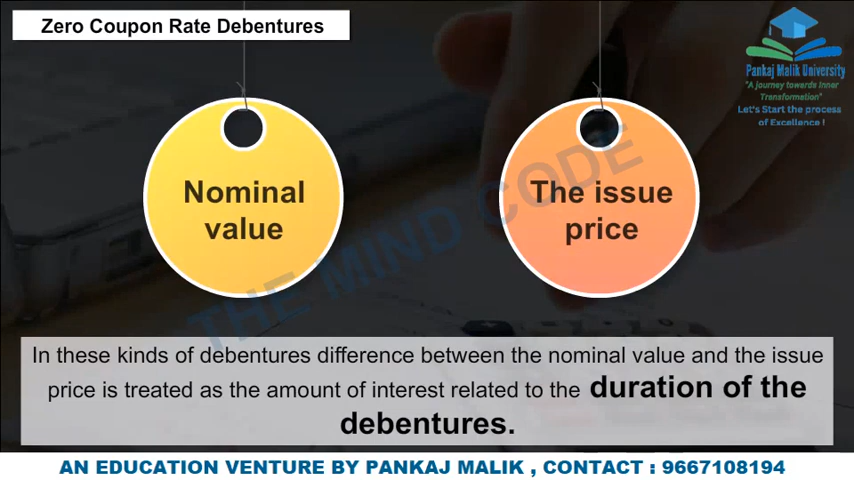 Zero Coupon Rate Debentures
Pankaj Malik University
"A journey towards Inner
Transformation"
Let's Start the process
of Excellence !
Nominal
value
The issue
price
THE MIND CODE
In these kinds of debentures difference between the nominal value and the issue
price is treated as the amount of interest related to the duration of the
debentures.
AN EDUCATION VENTURE BY PANKAJ MALIK , CONTACT : 9667108194